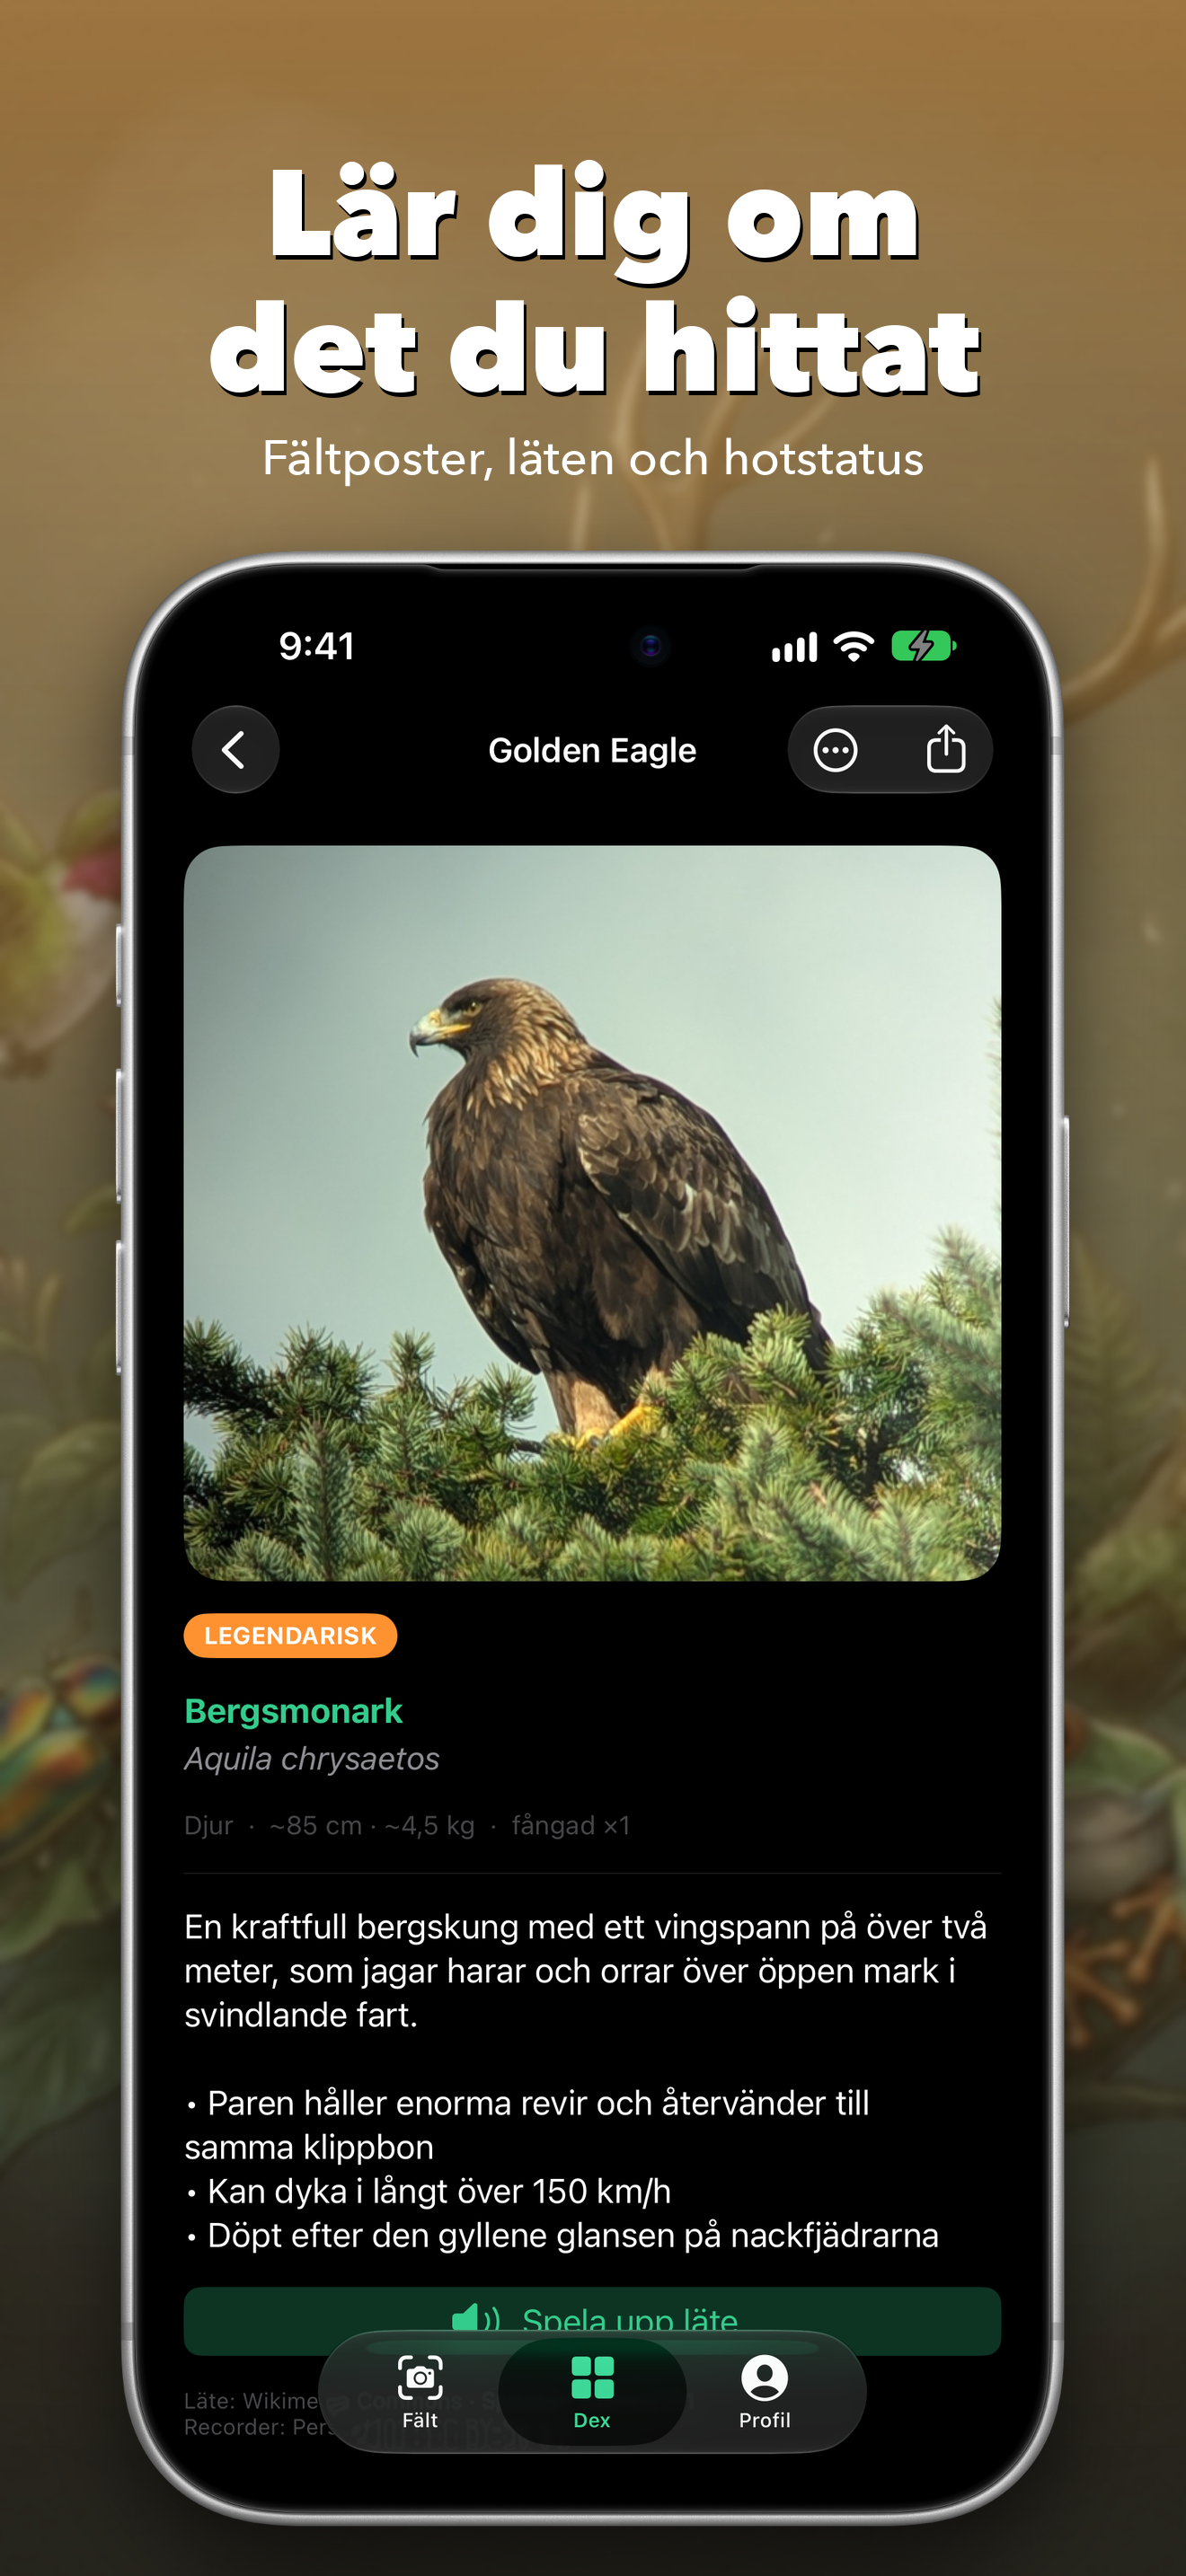 Lär dig om
det du hittat
Fältposter, läten och hotstatus
9:41
Golden Eagle
LEGENDARISK
Bergsmonark
Aquila chrysaetos
Djur · ~85 cm · ~4,5 kg · fångad ×1
En kraftfull bergskung med ett vingspann på över två
meter, som jagar harar och orrar över öppen mark i
svindlande fart.
• Paren håller enorma revir och återvänder till
samma klippbon
• Kan dyka i långt över 150 km/h
• Döpt efter den gyllene glansen på nackfjädrarna
Spela upp läte
Läte:
Recorder:
Fält
Dex
Profil